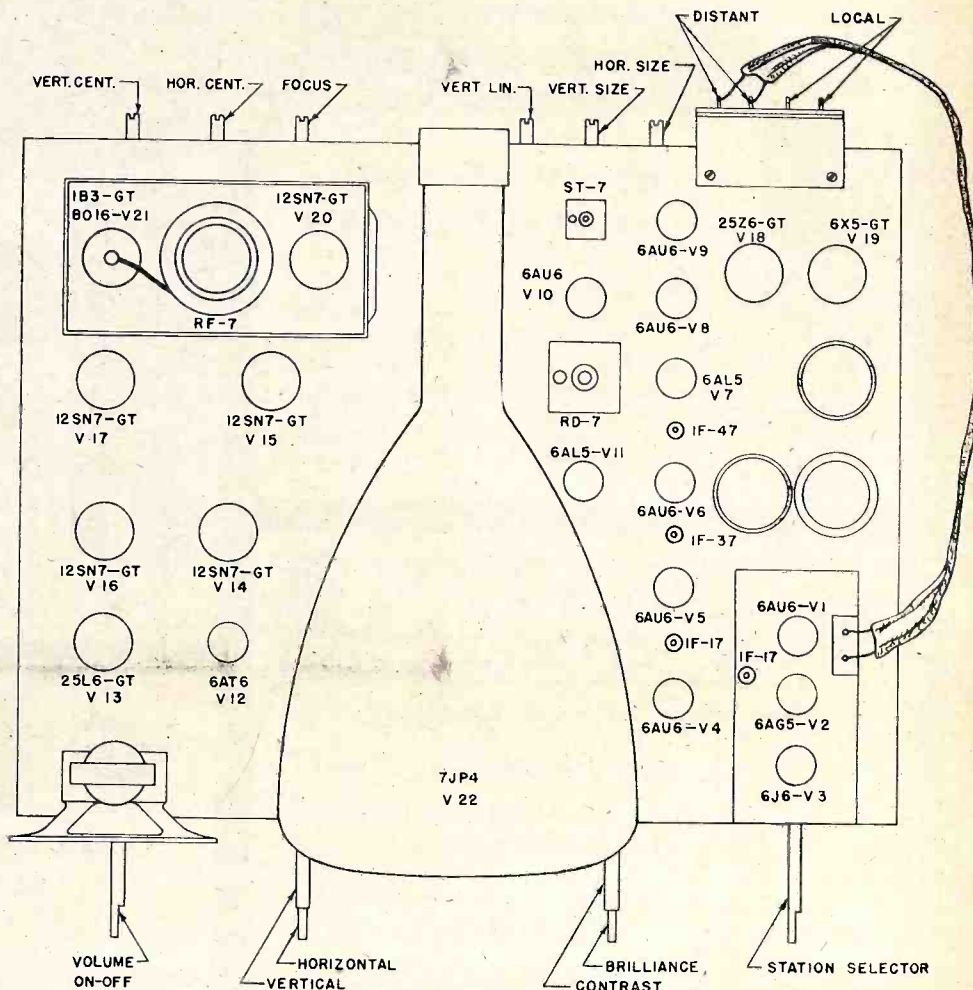 DISTANT
LOCAL
VERT. CENT.
HOR. CENT.
FOCUS
VERT LIN.
VERT. SIZE
HOR. SIZE
1B3-GT
8016-V21
12SN7-GT
V 20
RF-7
ST-7
6AU6-V9
25Z6-GT
V 18
6X5-GT
V 19
6AU6
V 10
6AU6-V8
12SN7-GT
V 17
12SN7-GT
V 15
RD-7
6AL5
V 7
IF-47
6AL5-V11
6AU6-V6
IF-37
12SN7-GT
V 16
12SN7-GT
V 14
6AU6-V5
IF-17
6AU6-V1
IF-17
25L6-GT
V 13
6AT6
V 12
6AU6-V4
6AG5-V2
6J6-V3
7JP4
V 22
VOLUME
ON-OFF
HORIZONTAL
VERTICAL
BRILLIANCE
CONTRAST
STATION SELECTOR